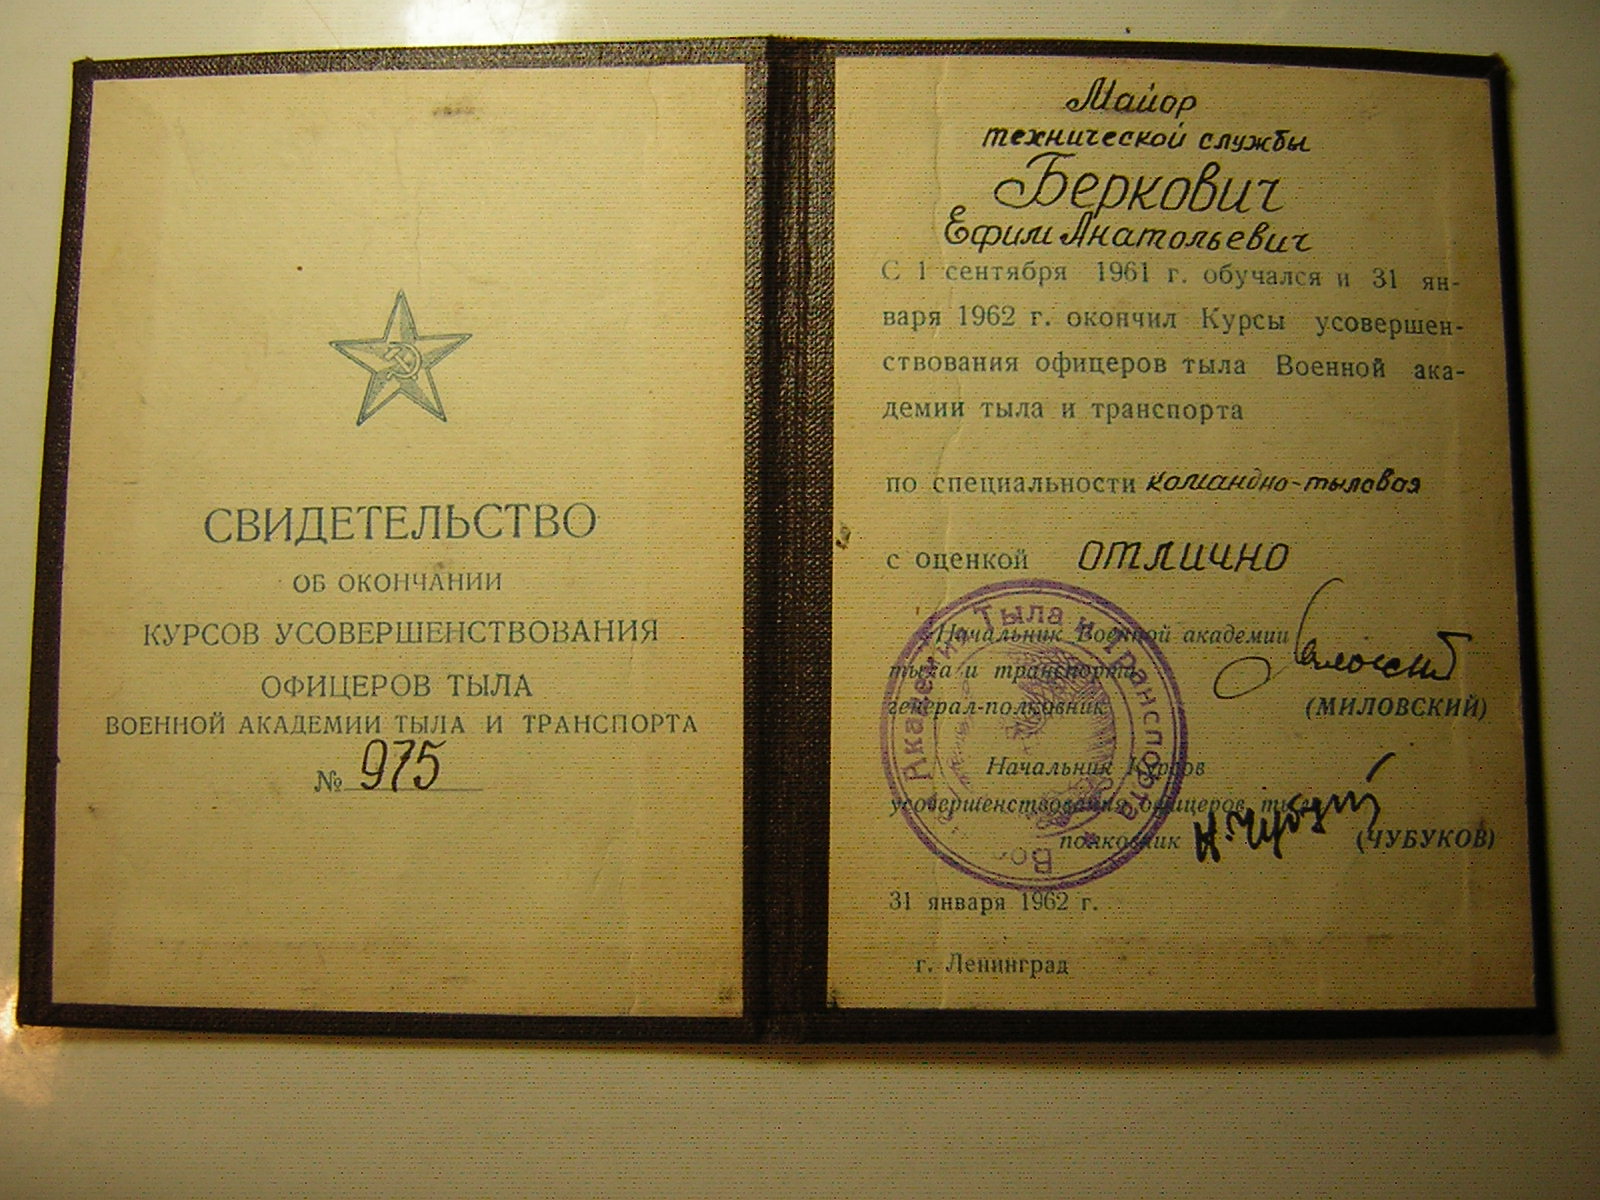 СВИДЕТЕЛЬСТВО
ОБ ОКОНЧАНИИ
КУРСОВ УСОВЕРШЕНСТВОВАНИЯ
ОФИЦЕРОВ ТЫЛА
ВОЕННОЙ АКАДЕМИИ ТЫЛА И ТРАНСПОРТА
№ 975
Майор
технической службы
Беркович
Ефим Анатольевич
С 1 сентября 1961 г. обучался и 31 ян-
варя 1962 г. окончил Курсы усовершен-
ствования офицеров тыла Военной ака-
демии тыла и транспорта
по специальности командно-тыловая
с оценкой отлично
Начальник Военной академии
тыла и транспорта
генерал-полковник
(МИЛОВСКИЙ)
Начальник Курсов
усовершенствования офицеров тыла
полковник
(ЧУБУКОВ)
Академия Тыла и Транспорта
31 января 1962 г.
г. Ленинград